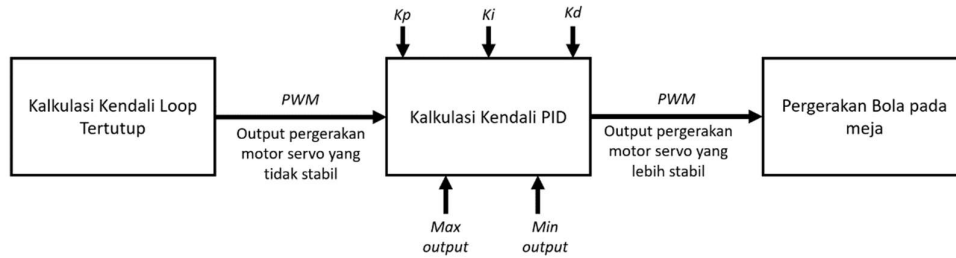 Kp
Ki
Kd
Kalkulasi Kendali Loop
Tertutup
PWM
Output pergerakan
motor servo yang
tidak stabil
Kalkulasi Kendali PID
PWM
Output pergerakan
motor servo yang
lebih stabil
Pergerakan Bola pada
meja
Max
output
Min
output